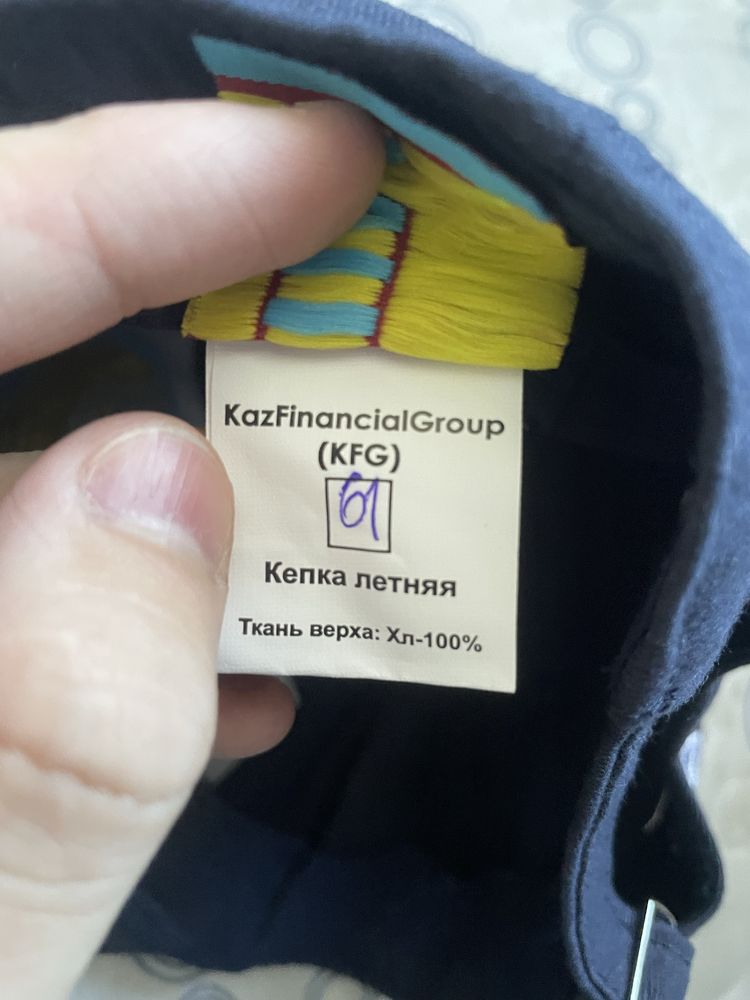 KazFinancialGroup
(KFG)
61
Кепка летняя
Ткань верха: Хл-100%